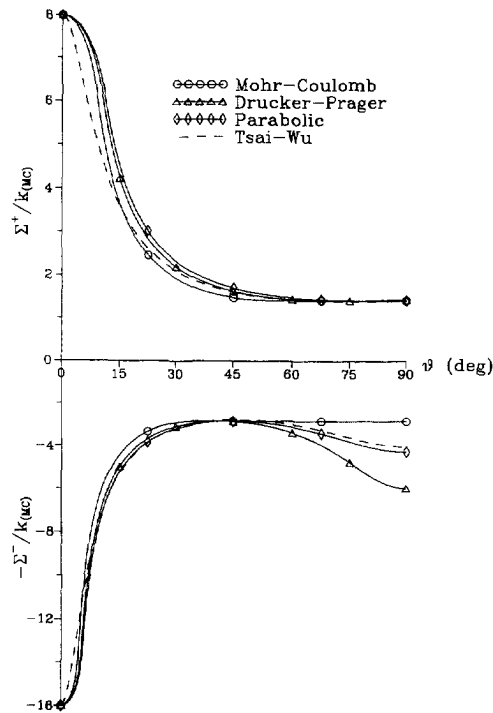 8
Mohr-Coulomb
Drucker-Prager
6
Parabolic
Tsai-Wu
Σ⁺/k(MC)
4
2
0
0 15 30 45 60 75 90 ϑ (deg)
-4
-8
-Σ⁻/k(MC)
-12
-16